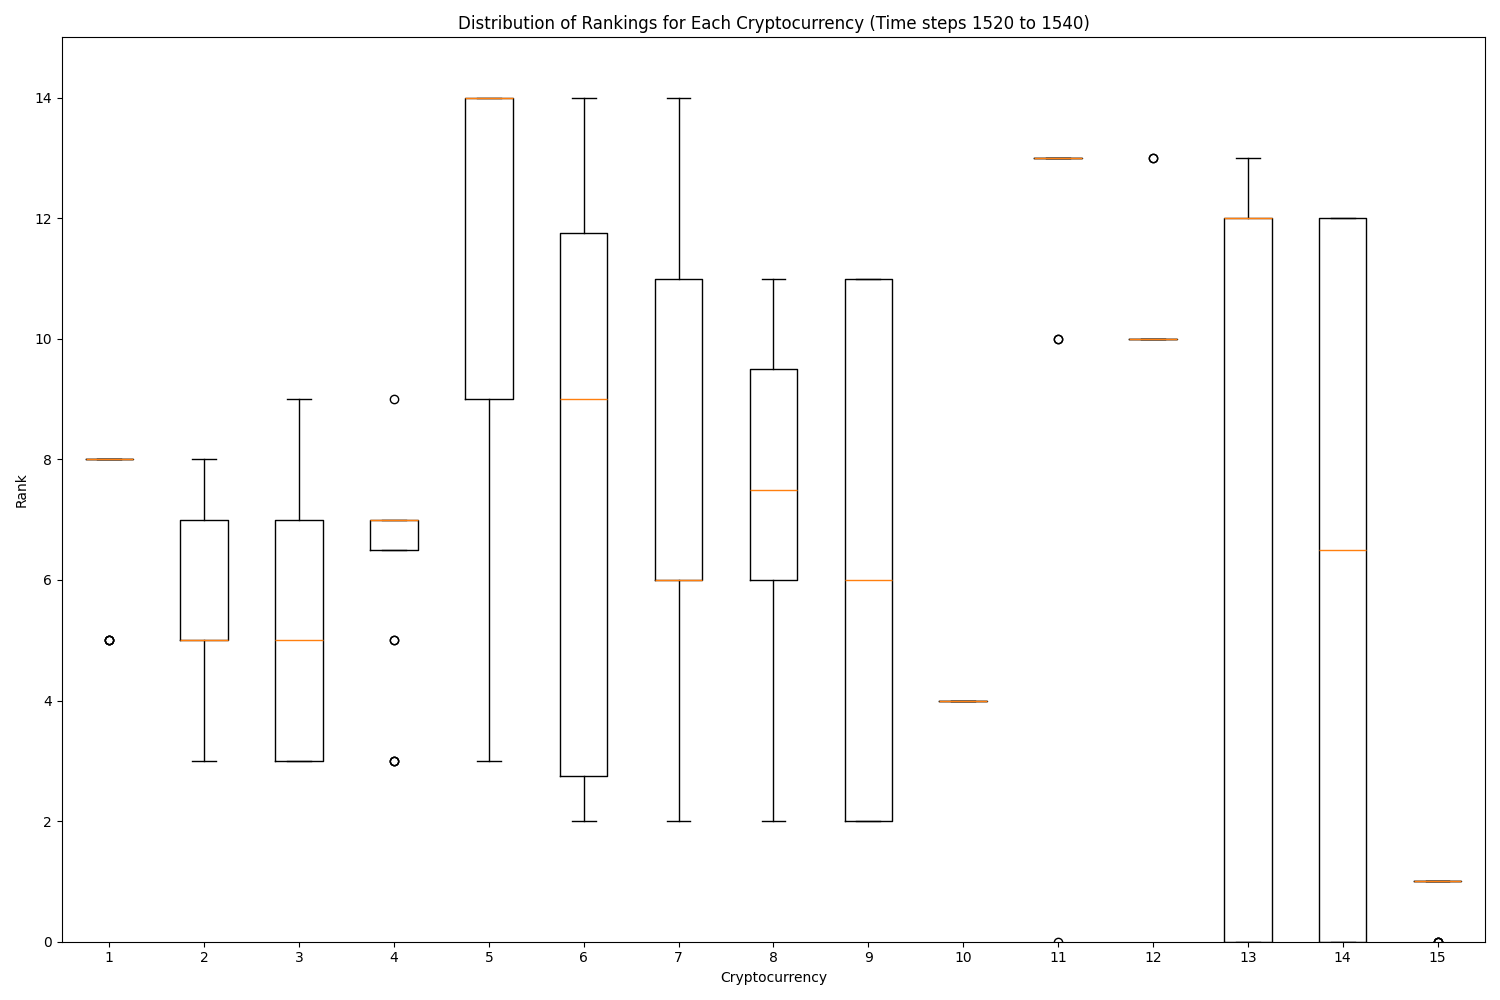 Distribution of Rankings for Each Cryptocurrency (Time steps 1520 to 1540)
14
12
10
8
6
4
2
0
Rank
1 2 3 4 5 6 7 8 9 10 11 12 13 14 15
Cryptocurrency